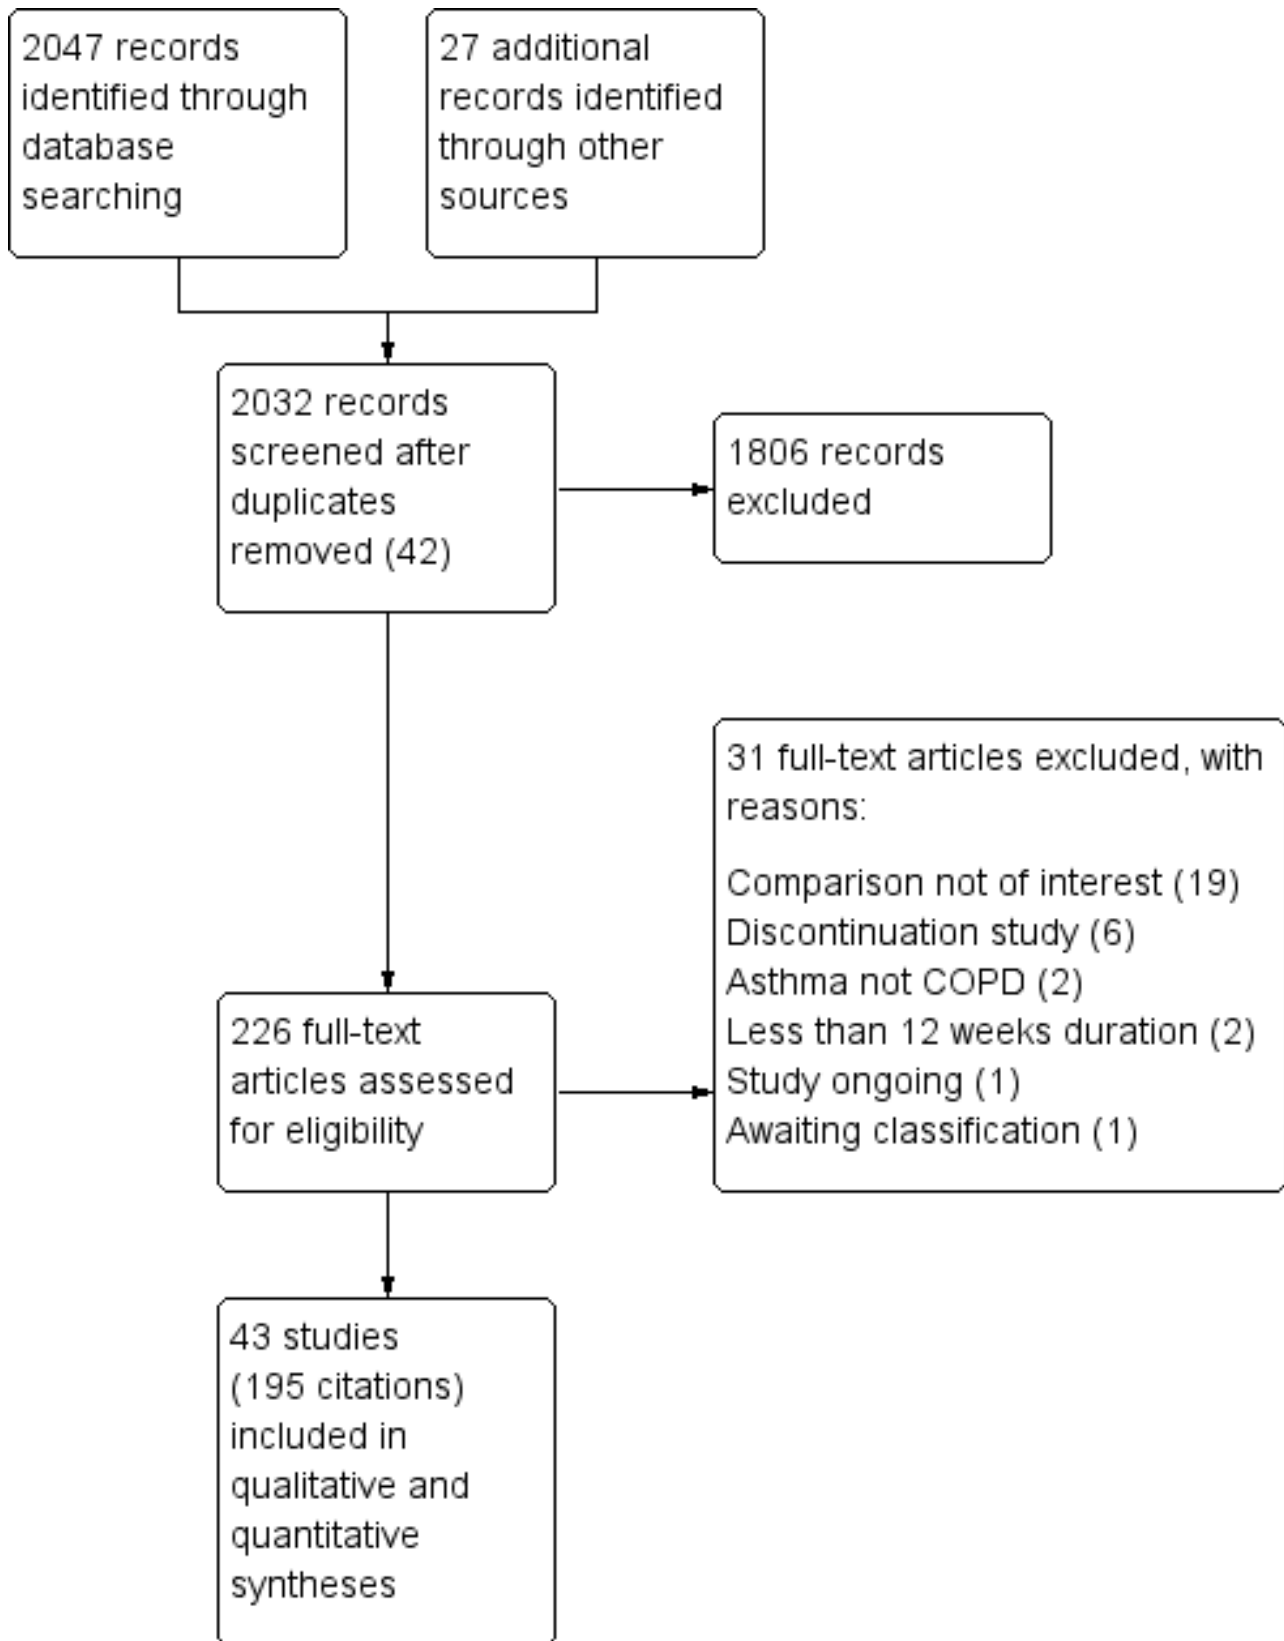 2047 records
identified through
database
searching
27 additional
records identified
through other
sources
2032 records
screened after
duplicates
removed (42)
1806 records
excluded
31 full-text articles excluded, with
reasons:
Comparison not of interest (19)
Discontinuation study (6)
Asthma not COPD (2)
Less than 12 weeks duration (2)
Study ongoing (1)
Awaiting classification (1)
226 full-text
articles assessed
for eligibility
43 studies
(195 citations)
included in
qualitative and
quantitative
syntheses